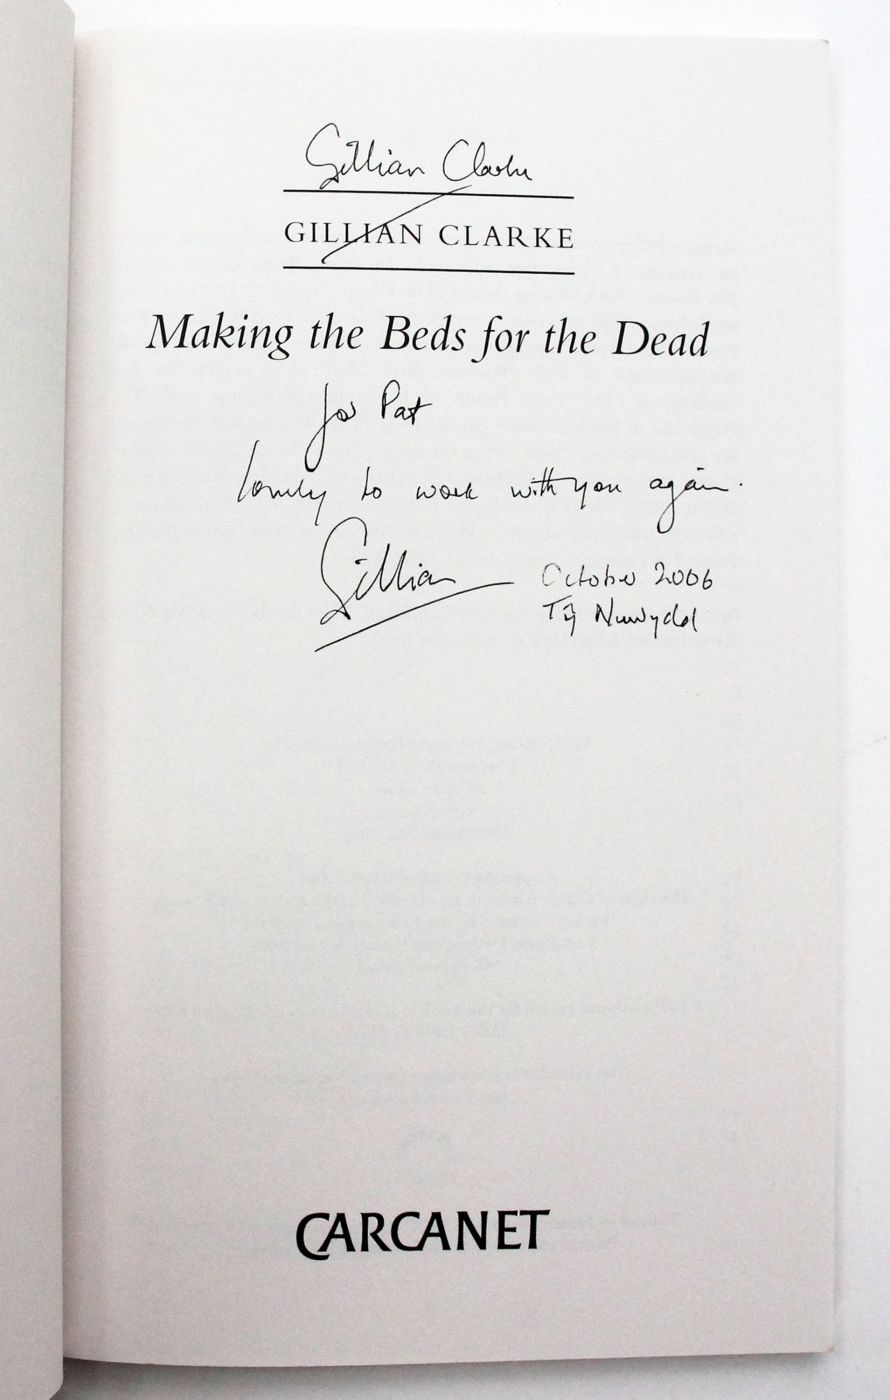 Gillian Clarke
GILLIAN CLARKE
Making the Beds for the Dead
for Pat
lovely to work with you again.
Gillian October 2006
Tŷ Newydd
CARCANET